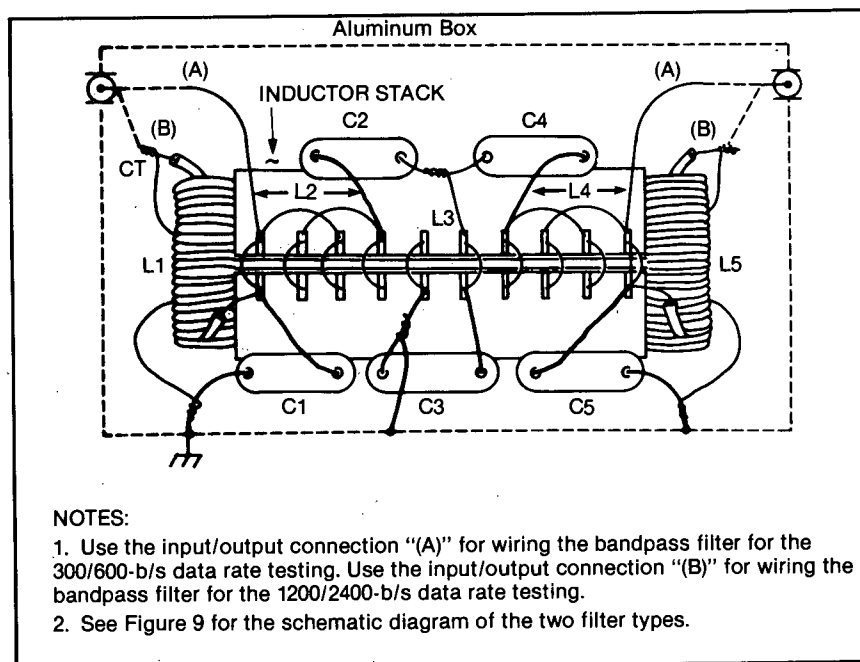 Aluminum Box
(A)
(A)
INDUCTOR STACK
C2
C4
(B)
(B)
CT
L2
L4
L3
L1
L5
C1
C3
C5
NOTES:
1. Use the input/output connection "(A)" for wiring the bandpass filter for the
300/600-b/s data rate testing. Use the input/output connection "(B)" for wiring the
bandpass filter for the 1200/2400-b/s data rate testing.
2. See Figure 9 for the schematic diagram of the two filter types.